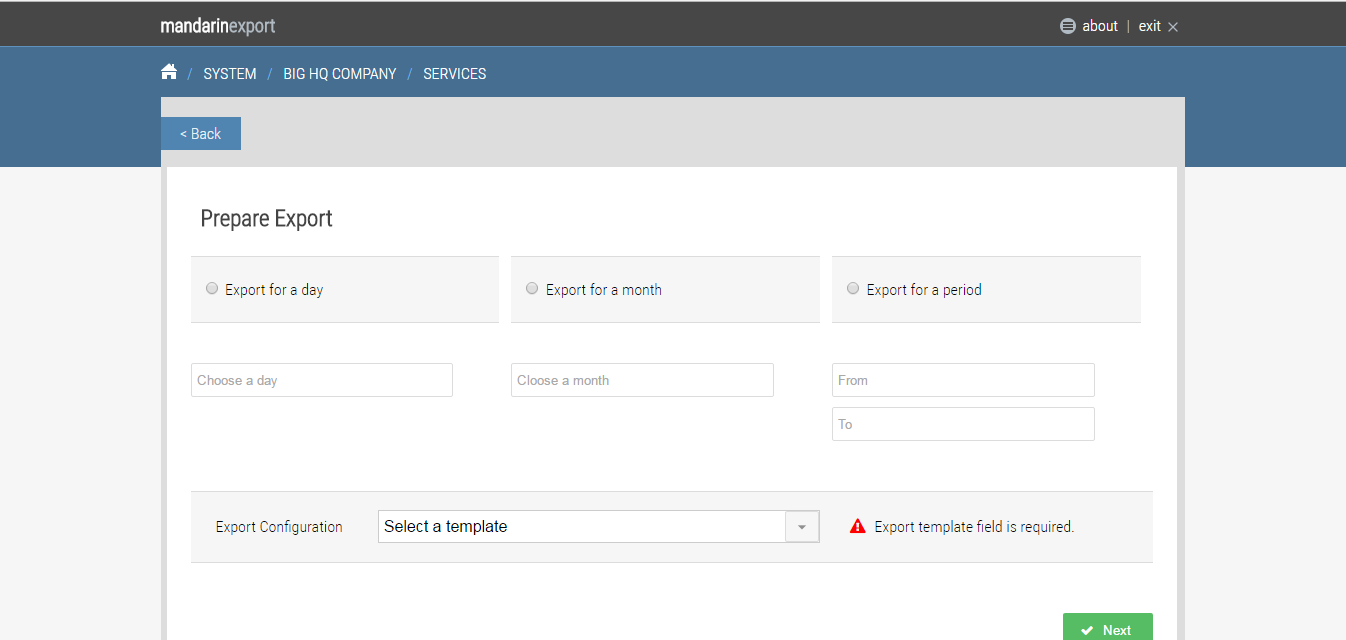 mandarinexport
about | exit ×
/ SYSTEM / BIG HQ COMPANY / SERVICES
< Back
Prepare Export
Export for a day
Export for a month
Export for a period
Choose a day
Cloose a month
From
To
Export Configuration
Select a template
Export template field is required.
Next